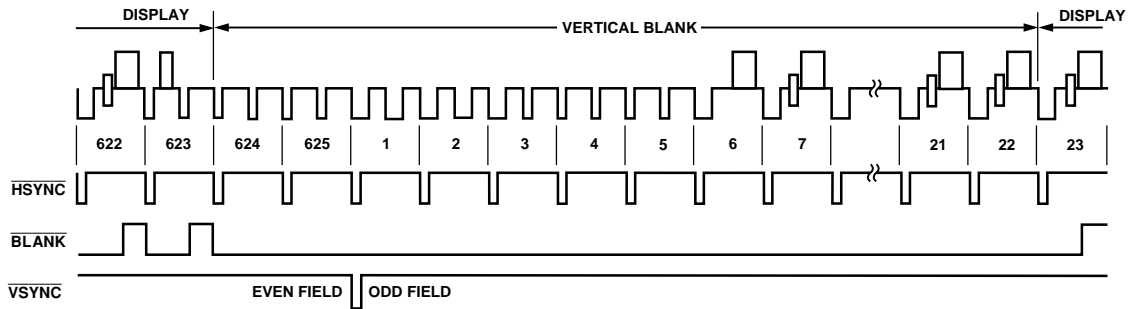 DISPLAY VERTICAL BLANK DISPLAY
622 623 624 625 1 2 3 4 5 6 7 21 22 23
HSYNC
BLANK
VSYNC EVEN FIELD ODD FIELD